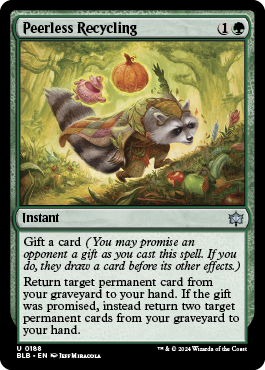 Peerless Recycling 1
Instant
Gift a card (You may promise an
opponent a gift as you cast this spell. If
you do, they draw a card before its other effects.)
Return target permanent card from
your graveyard to your hand. If the gift
was promised, instead return two target
permanent cards from your graveyard to
your hand.
U 0188
BLB • EN JEFF MIRACOLA
™ & © 2024 Wizards of the Coast